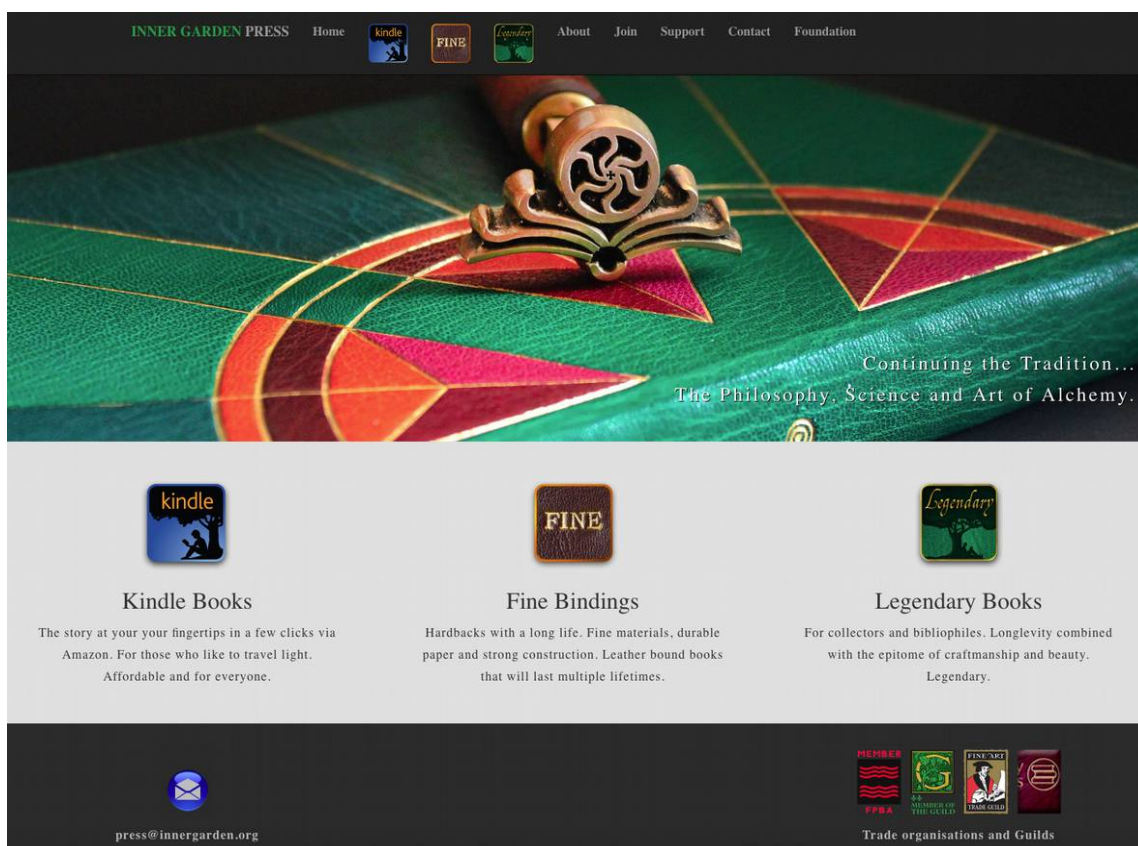 INNER GARDEN PRESS Home kindle FINE Legendary About Join Support Contact Foundation
Continuing the Tradition...
The Philosophy, Science and Art of Alchemy.
kindle
FINE
Legendary
Kindle Books
The story at your your fingertips in a few clicks via
Amazon. For those who like to travel light.
Affordable and for everyone.
Fine Bindings
Hardbacks with a long life. Fine materials, durable
paper and strong construction. Leather bound books
that will last multiple lifetimes.
Legendary Books
For collectors and bibliophiles. Longlevity combined
with the epitome of craftmanship and beauty.
Legendary.
press@innergarden.org
MEMBER
FPBA
G
MEMBER OF
THE GUILD
FINE ART
TRADE GUILD
Trade organisations and Guilds